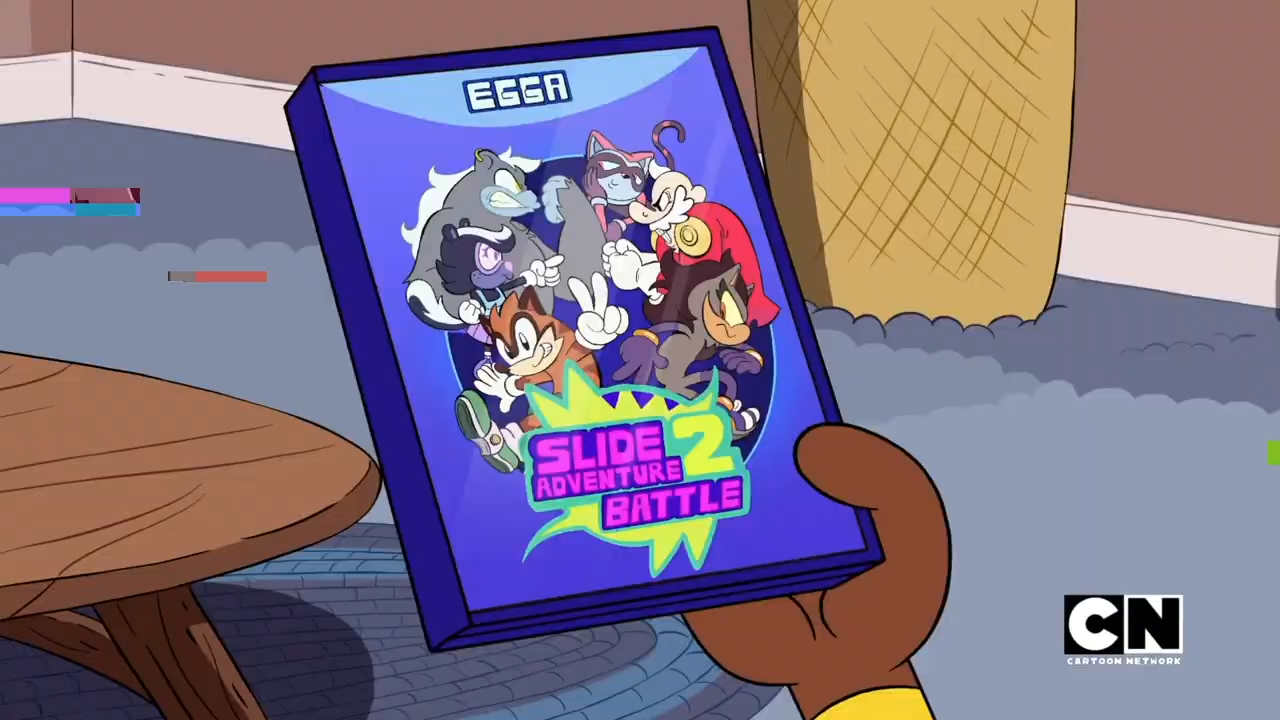 EGGA
SLIDE 2
ADVENTURE
BATTLE
CN
CARTOON NETWORK